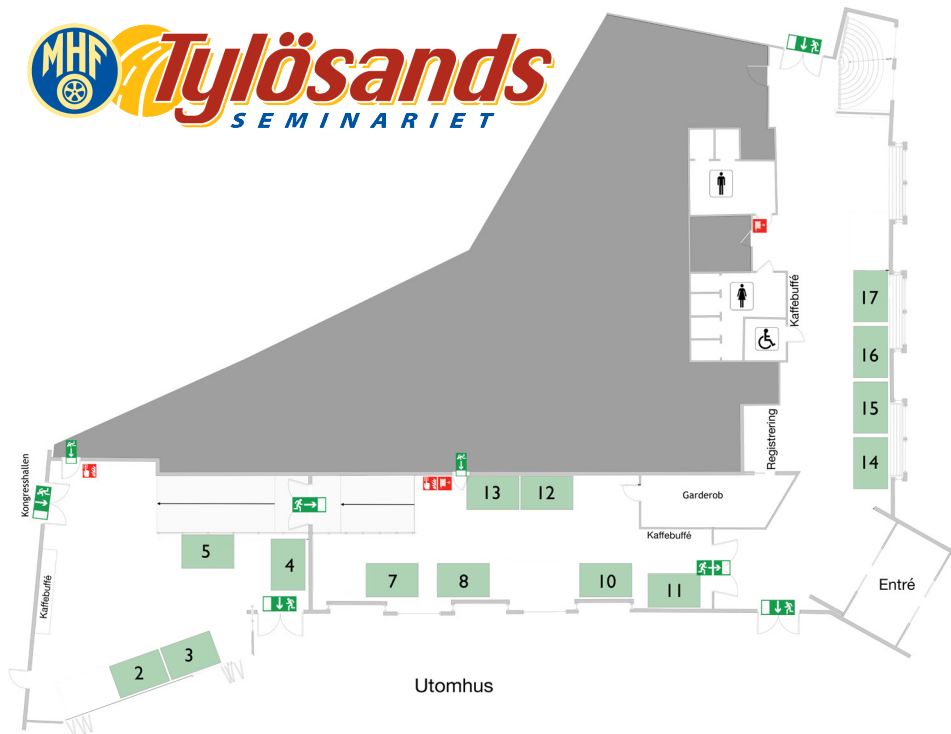 MHF
Tylösands
SEMINARIET
Kaffebuffé
17
16
15
14
Registrering
Kongresshallen
13
12
Garderob
Kaffebuffé
5
4
7
8
10
11
Entré
Kaffebuffé
2
3
Utomhus